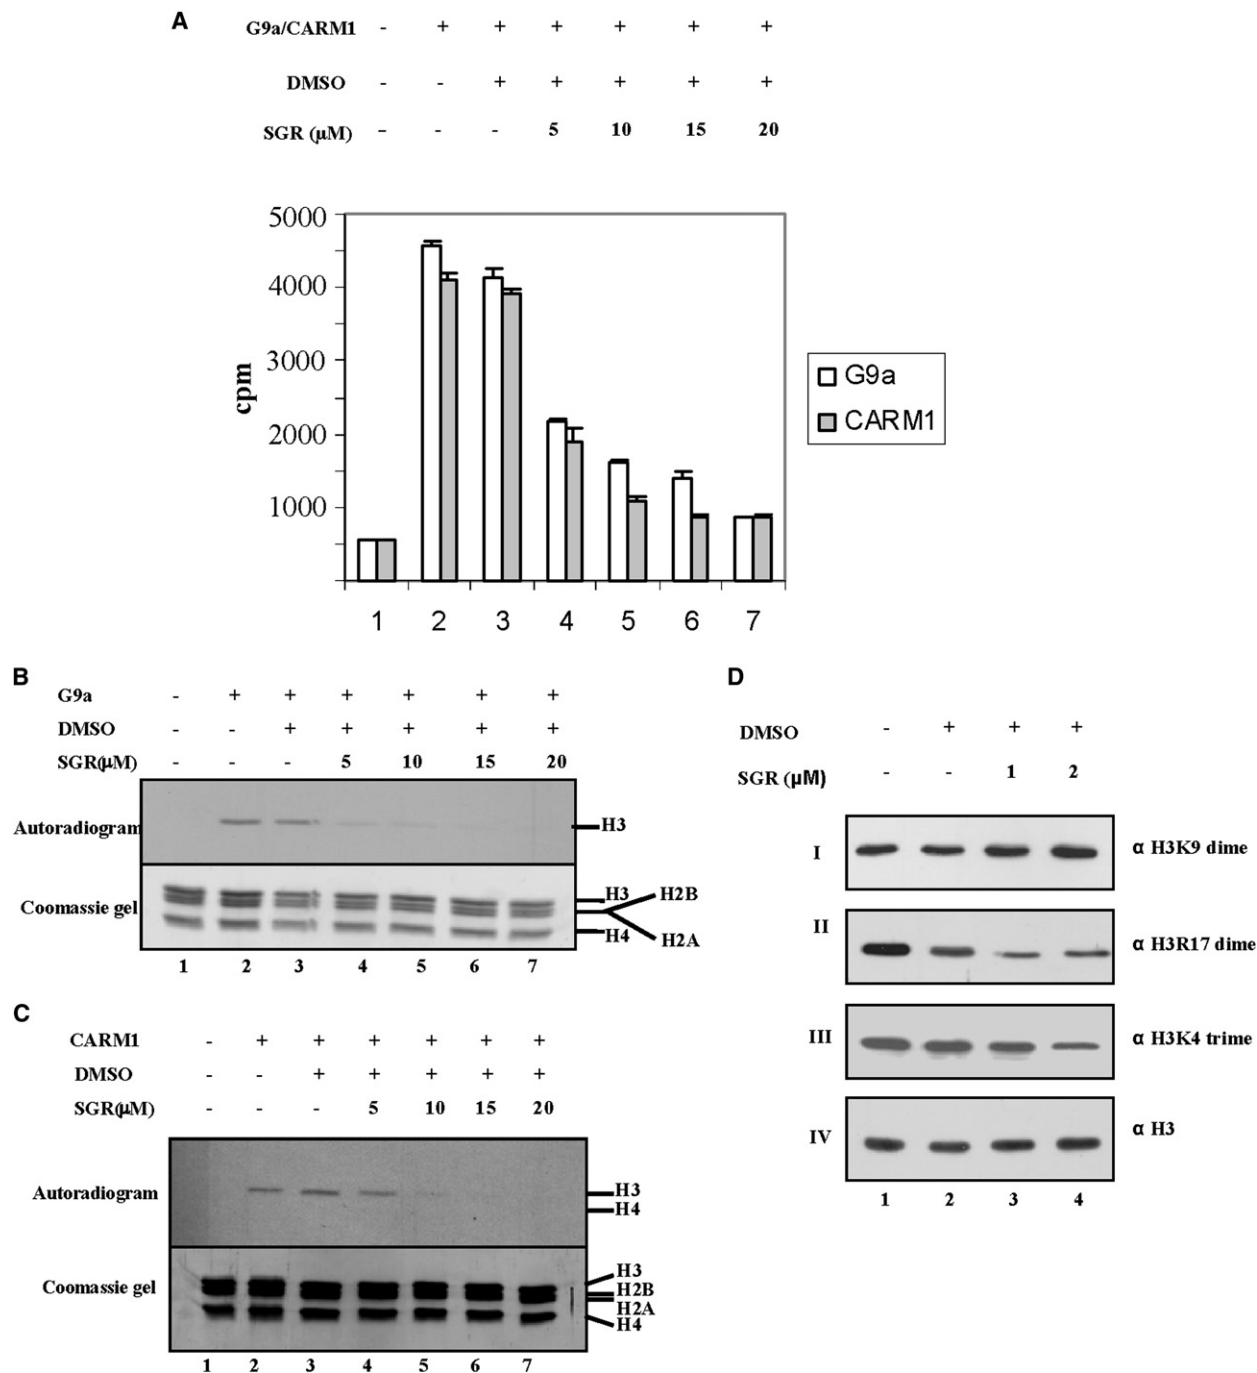 A
G9a/CARM1 - + + + + + +
DMSO - - + + + + +
SGR (μM) - - - 5 10 15 20
5000
4000
3000
2000
1000
cpm
G9a
CARM1
1 2 3 4 5 6 7
B
G9a - + + + + + +
DMSO - - + + + + +
SGR(μM) - - - 5 10 15 20
Autoradiogram
H3
Coomassie gel
H3 H2B
H4 H2A
1 2 3 4 5 6 7
C
CARM1 - + + + + + +
DMSO - - + + + + +
SGR(μM) - - - 5 10 15 20
Autoradiogram
H3
H4
Coomassie gel
H3
H2B
H2A
H4
1 2 3 4 5 6 7
D
DMSO - + + +
SGR (μM) - - 1 2
I α H3K9 dime
II α H3R17 dime
III α H3K4 trime
IV α H3
1 2 3 4